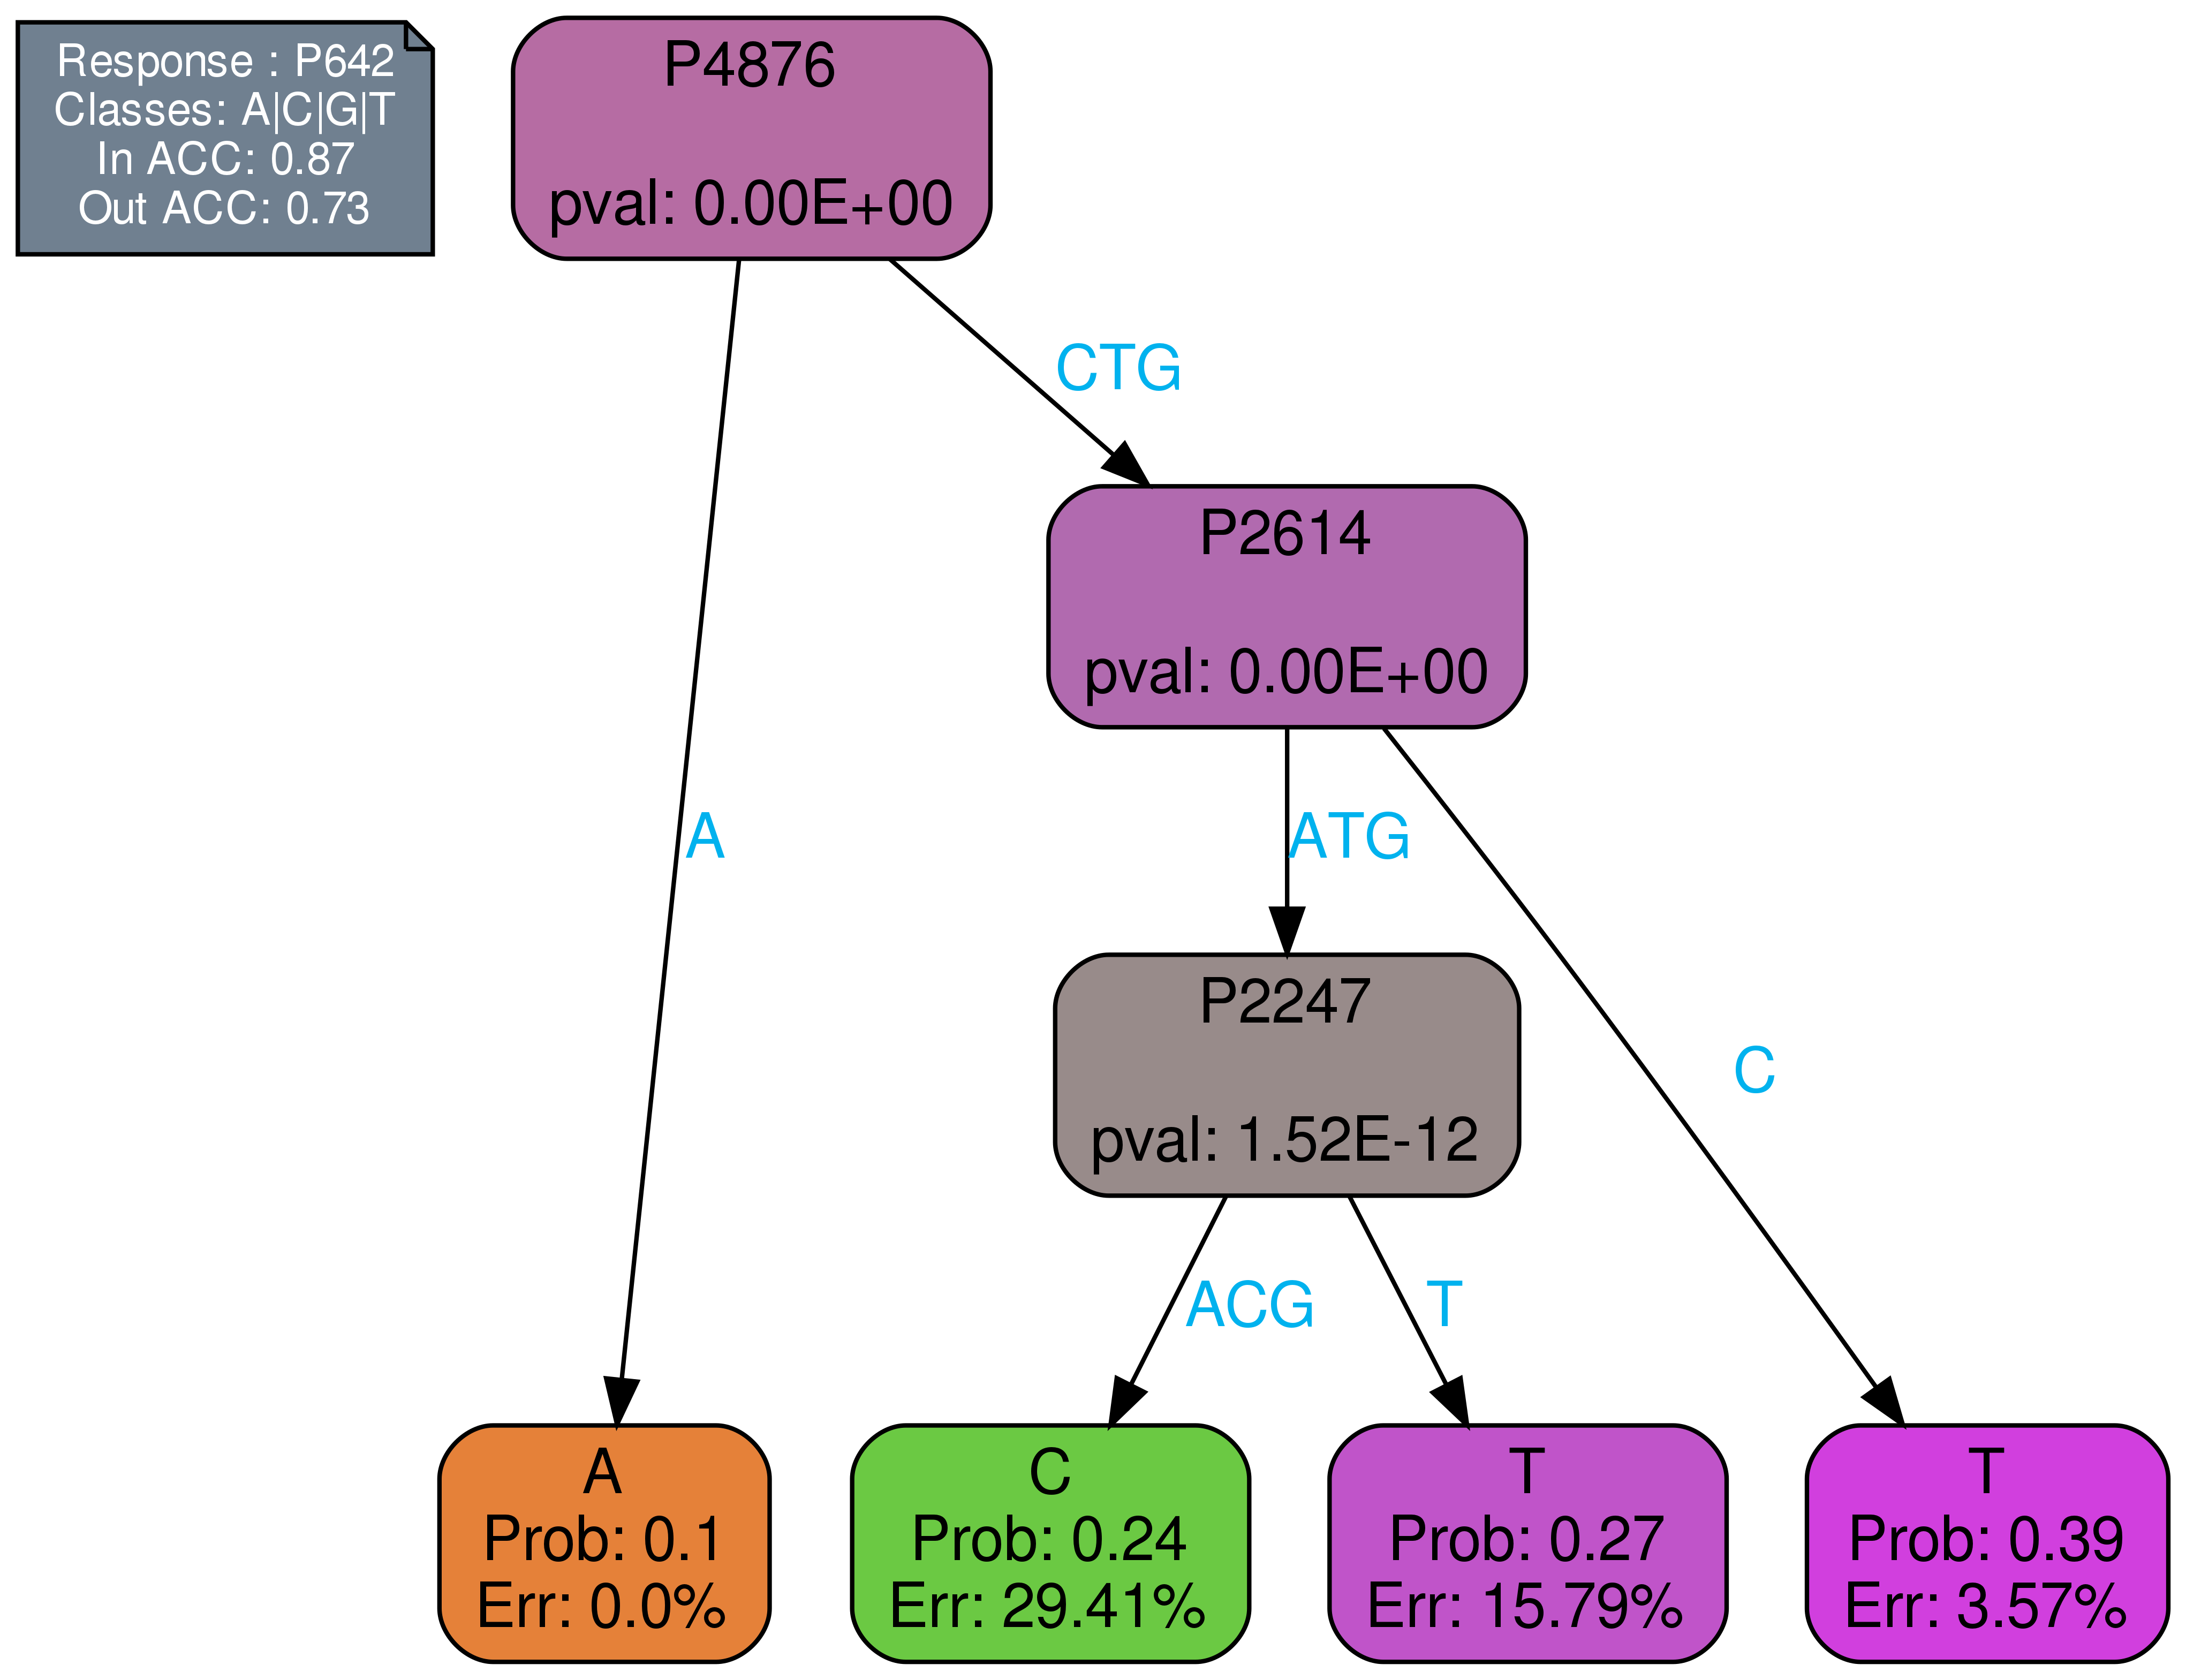 Response : P642
Classes: A|C|G|T
In ACC: 0.87
Out ACC: 0.73
P4876
pval: 0.00E+00
CTG
P2614
pval: 0.00E+00
A
ATG
P2247
pval: 1.52E-12
C
ACG
T
A
Prob: 0.1
Err: 0.0%
C
Prob: 0.24
Err: 29.41%
T
Prob: 0.27
Err: 15.79%
T
Prob: 0.39
Err: 3.57%